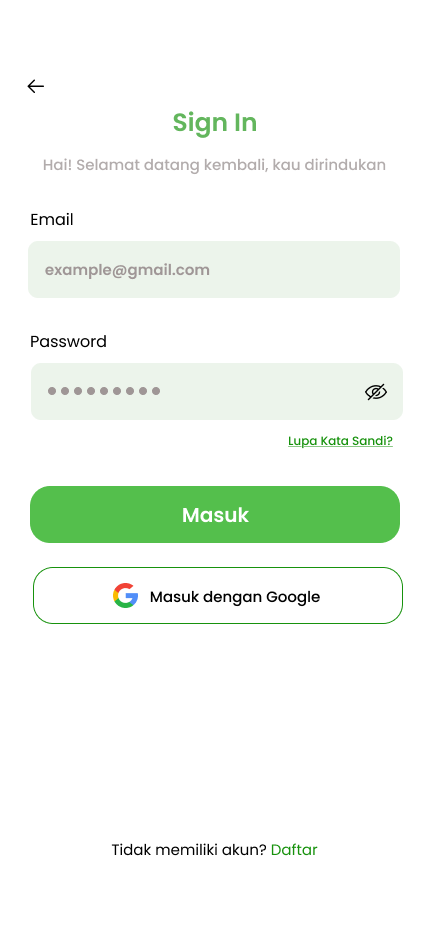 Sign In
Hai! Selamat datang kembali, kau dirindukan
Email
example@gmail.com
Password
Lupa Kata Sandi?
Masuk
Masuk dengan Google
Tidak memiliki akun? Daftar